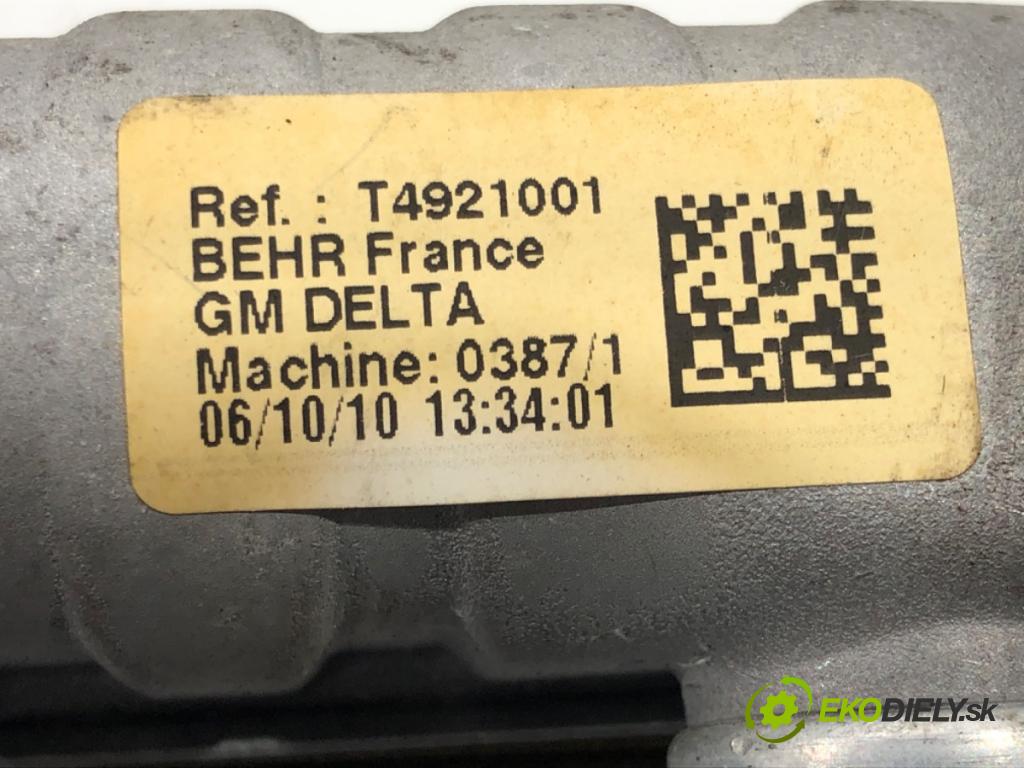 Ref. : T4921001
BEHR France
GM DELTA
Machine: 0387/1
06/10/10 13:34:01
EKODIELY.sk